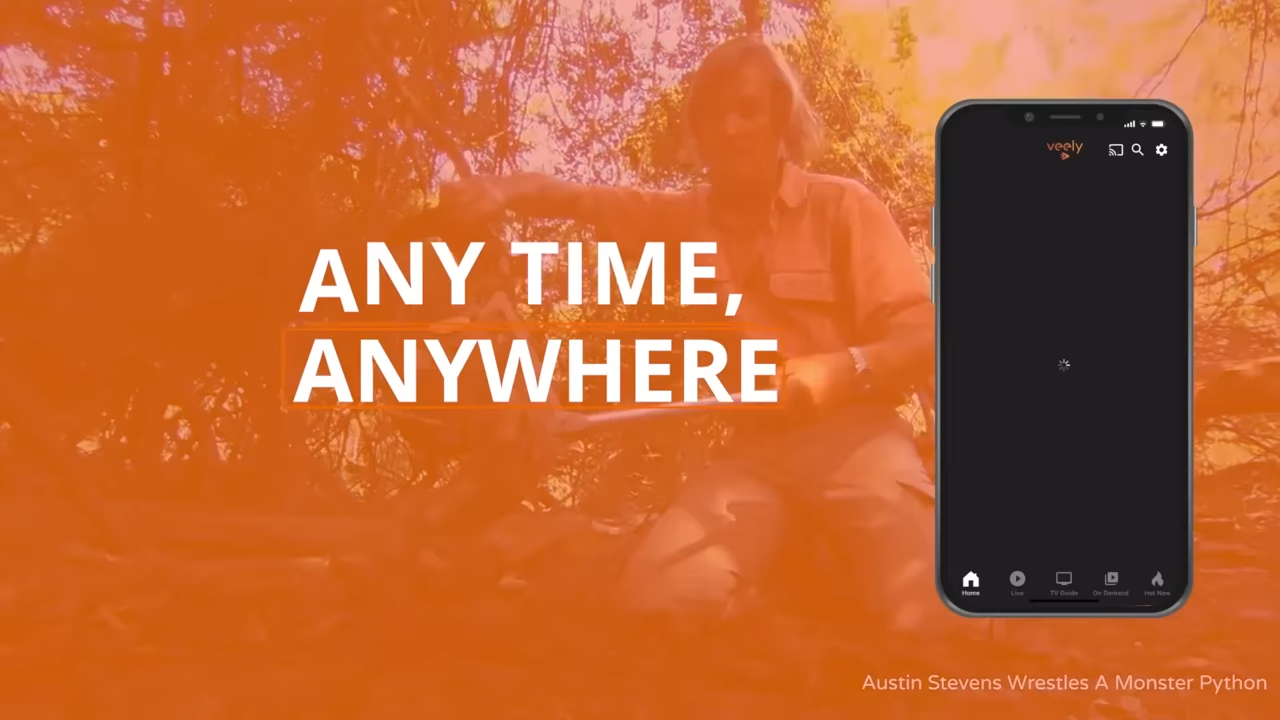 ANY TIME,
ANYWHERE
veely
Home
Live
TV Guide
On Demand
Hot Now
Austin Stevens Wrestles A Monster Python